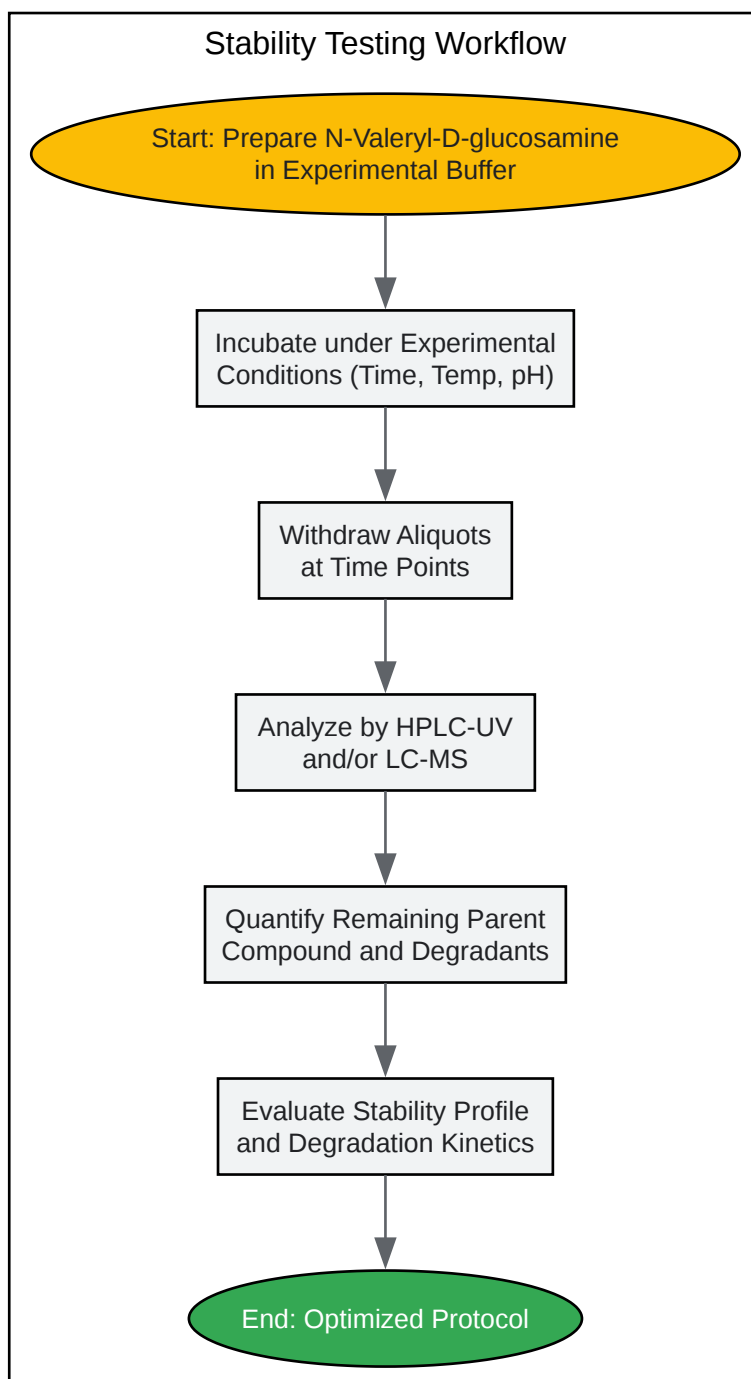 Stability Testing Workflow
Start: Prepare N-Valeryl-D-glucosamine
in Experimental Buffer
Incubate under Experimental
Conditions (Time, Temp, pH)
Withdraw Aliquots
at Time Points
Analyze by HPLC-UV
and/or LC-MS
Quantify Remaining Parent
Compound and Degradants
Evaluate Stability Profile
and Degradation Kinetics
End: Optimized Protocol